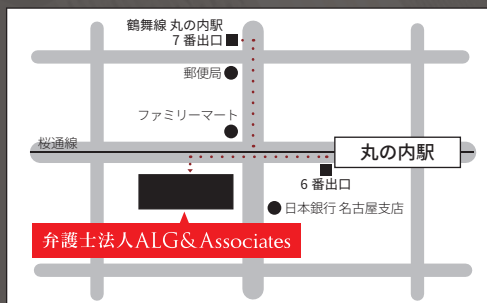 鶴舞線 丸の内駅
7 番出口
郵便局
ファミリーマート
桜通線
丸の内駅
6 番出口
日本銀行 名古屋支店
弁護士法人ALG&Associates